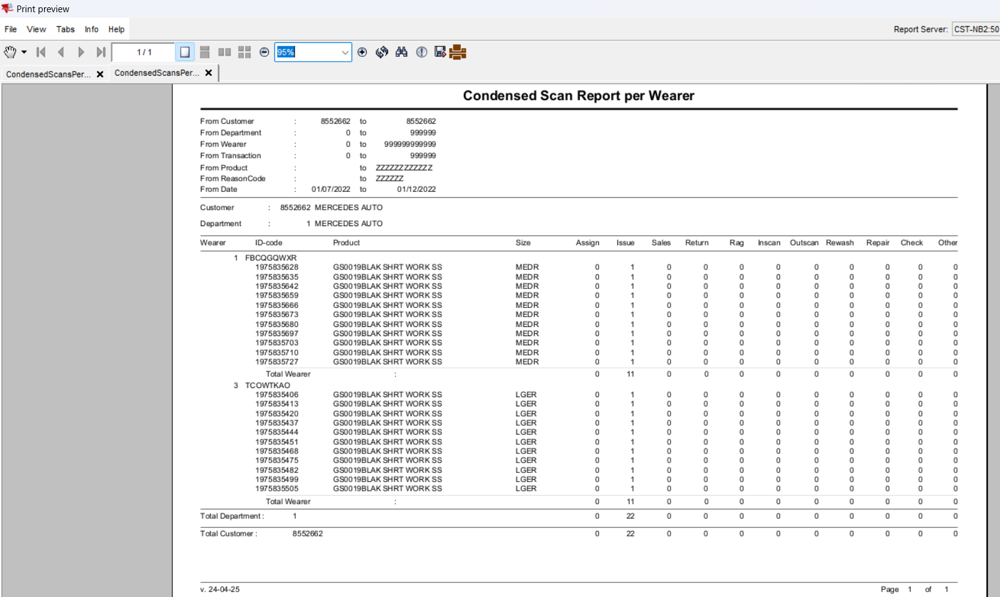 Print preview
File View Tabs Info Help Report Server: CST-NB2:50
1 / 1 95%
CondensedScansPer... CondensedScansPer...
Condensed Scan Report per Wearer
From Customer : 8552662 to 8552662
From Department : 0 to 999999
From Wearer : 0 to 999999999999
From Transaction : 0 to 999999
From Product : to ZZZZZZZZZZZZ
From ReasonCode : to ZZZZZZ
From Date : 01/07/2022 to 01/12/2022
Customer : 8552662 MERCEDES AUTO
Department : 1 MERCEDES AUTO
Wearer ID-code Product Size Assign Issue Sales Return Rag Inscan Outscan Rewash Repair Check Other
1 FBCQGQWXR
1975835628 GS0019BLAK SHRT WORK SS MEDR 0 1 0 0 0 0 0 0 0 0 0
1975835635 GS0019BLAK SHRT WORK SS MEDR 0 1 0 0 0 0 0 0 0 0 0
1975835642 GS0019BLAK SHRT WORK SS MEDR 0 1 0 0 0 0 0 0 0 0 0
1975835659 GS0019BLAK SHRT WORK SS MEDR 0 1 0 0 0 0 0 0 0 0 0
1975835666 GS0019BLAK SHRT WORK SS MEDR 0 1 0 0 0 0 0 0 0 0 0
1975835673 GS0019BLAK SHRT WORK SS MEDR 0 1 0 0 0 0 0 0 0 0 0
1975835680 GS0019BLAK SHRT WORK SS MEDR 0 1 0 0 0 0 0 0 0 0 0
1975835697 GS0019BLAK SHRT WORK SS MEDR 0 1 0 0 0 0 0 0 0 0 0
1975835703 GS0019BLAK SHRT WORK SS MEDR 0 1 0 0 0 0 0 0 0 0 0
1975835710 GS0019BLAK SHRT WORK SS MEDR 0 1 0 0 0 0 0 0 0 0 0
1975835727 GS0019BLAK SHRT WORK SS MEDR 0 1 0 0 0 0 0 0 0 0 0
Total Wearer : 0 11 0 0 0 0 0 0 0 0 0
3 TCOWTKAO
1975835406 GS0019BLAK SHRT WORK SS LGER 0 1 0 0 0 0 0 0 0 0 0
1975835413 GS0019BLAK SHRT WORK SS LGER 0 1 0 0 0 0 0 0 0 0 0
1975835420 GS0019BLAK SHRT WORK SS LGER 0 1 0 0 0 0 0 0 0 0 0
1975835437 GS0019BLAK SHRT WORK SS LGER 0 1 0 0 0 0 0 0 0 0 0
1975835444 GS0019BLAK SHRT WORK SS LGER 0 1 0 0 0 0 0 0 0 0 0
1975835451 GS0019BLAK SHRT WORK SS LGER 0 1 0 0 0 0 0 0 0 0 0
1975835468 GS0019BLAK SHRT WORK SS LGER 0 1 0 0 0 0 0 0 0 0 0
1975835475 GS0019BLAK SHRT WORK SS LGER 0 1 0 0 0 0 0 0 0 0 0
1975835482 GS0019BLAK SHRT WORK SS LGER 0 1 0 0 0 0 0 0 0 0 0
1975835499 GS0019BLAK SHRT WORK SS LGER 0 1 0 0 0 0 0 0 0 0 0
1975835505 GS0019BLAK SHRT WORK SS LGER 0 1 0 0 0 0 0 0 0 0 0
Total Wearer : 0 11 0 0 0 0 0 0 0 0 0
Total Department : 1 0 22 0 0 0 0 0 0 0 0 0
Total Customer : 8552662 0 22 0 0 0 0 0 0 0 0 0
v. 24-04-25 Page 1 of 1